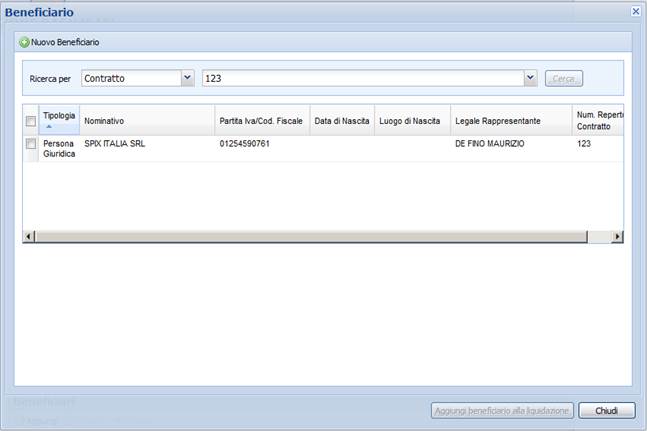 Beneficiario
Nuovo Beneficiario
Ricerca per Contratto 123 Cerca
Tipologia Nominativo Partita Iva/Cod. Fiscale Data di Nascita Luogo di Nascita Legale Rappresentante Num. Reperto
Contratto
Persona SPIX ITALIA SRL 01254590761 DE FINO MAURIZIO 123
Giuridica
Aggiungi beneficiario alla liquidazione Chiudi